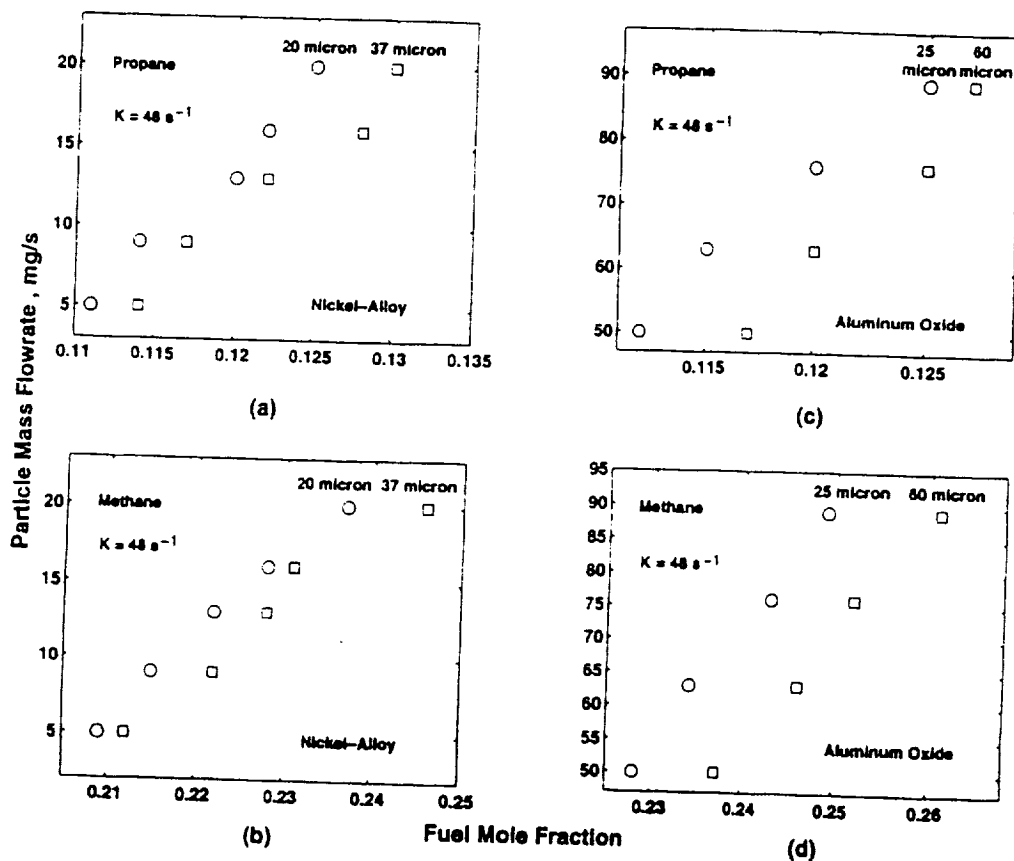 Particle Mass Flowrate , mg/s
20 micron 37 micron
Propane
K = 48 s⁻¹
Nickel–Alloy
20
15
10
5
0.11 0.115 0.12 0.125 0.13 0.135
(a)
25 60
micron micron
Propane
K = 48 s⁻¹
Aluminum Oxide
90
80
70
60
50
0.115 0.12 0.125
(c)
20 micron 37 micron
Methane
K = 48 s⁻¹
Nickel–Alloy
20
15
10
5
0.21 0.22 0.23 0.24 0.25
(b)
25 micron 60 micron
Methane
K = 48 s⁻¹
Aluminum Oxide
95
90
85
80
75
70
65
60
55
50
0.23 0.24 0.25 0.26
(d)
Fuel Mole Fraction